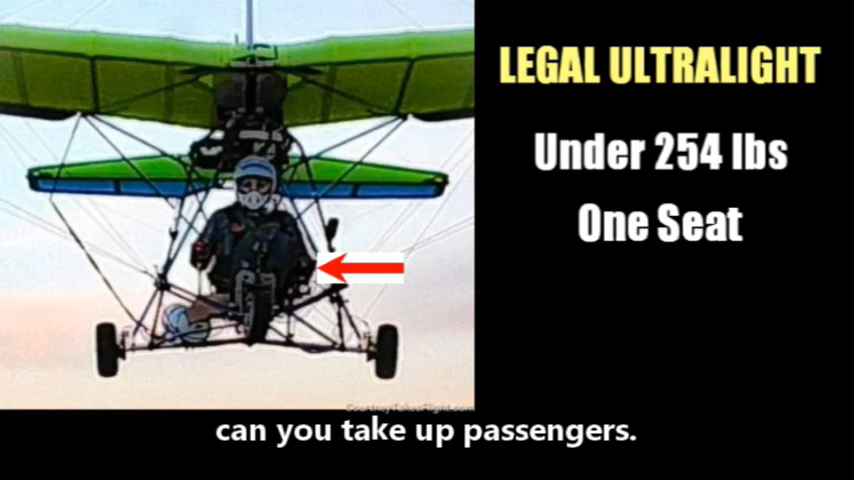 LEGAL ULTRALIGHT
Under 254 lbs
One Seat
CourtneyTakesFlight.com
can you take up passengers.